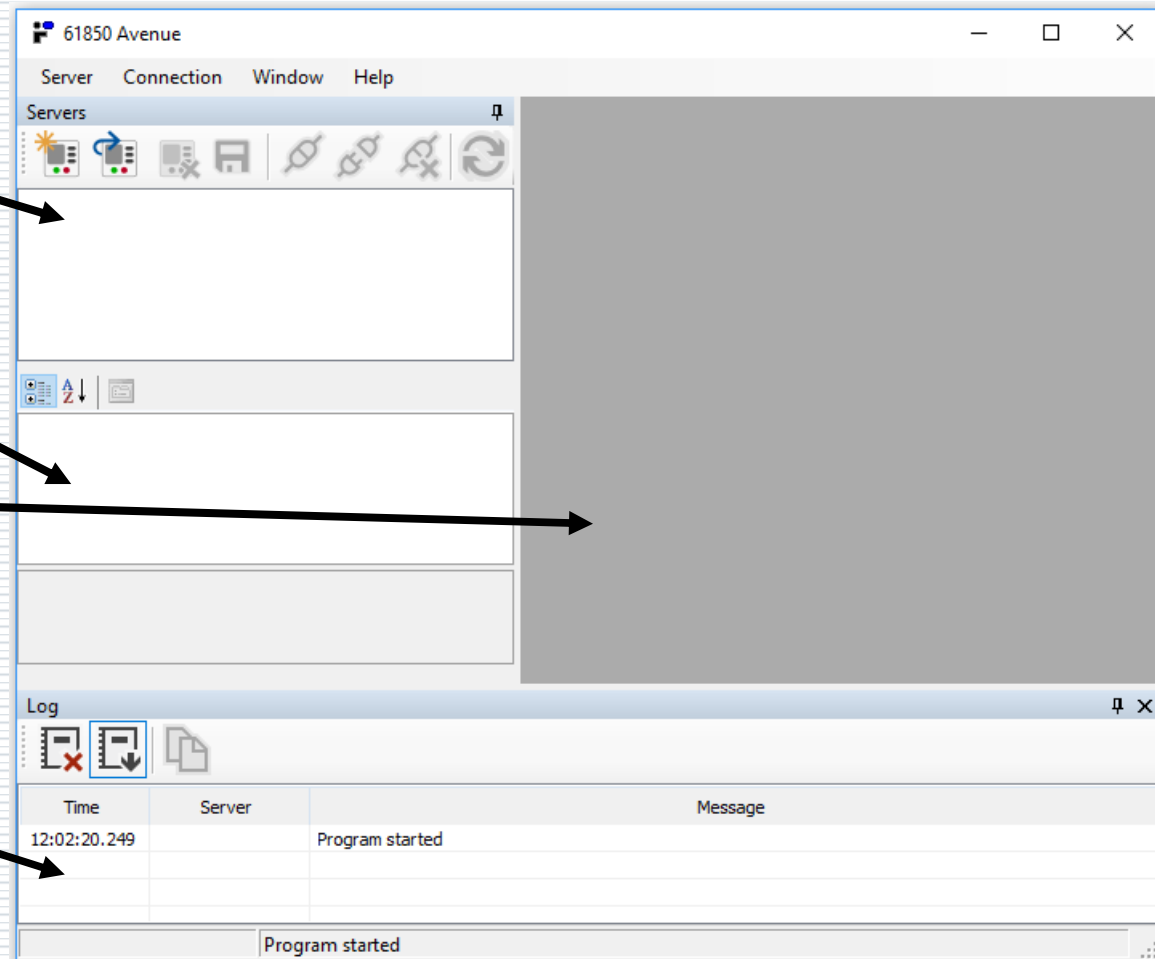 61850 Avenue
Server Connection Window Help
Servers
A
Z
Log
Time Server Message
12:02:20.249 Program started
Program started